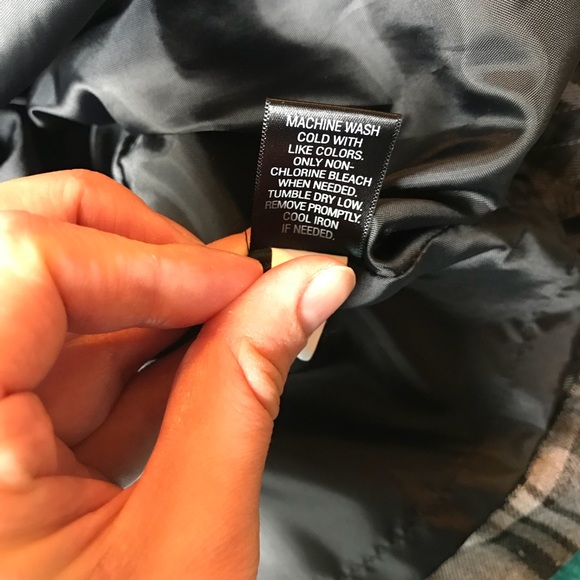 MACHINE WASH
COLD WITH
LIKE COLORS.
ONLY NON-
CHLORINE BLEACH
WHEN NEEDED.
TUMBLE DRY LOW.
REMOVE PROMPTLY.
COOL IRON
IF NEEDED.